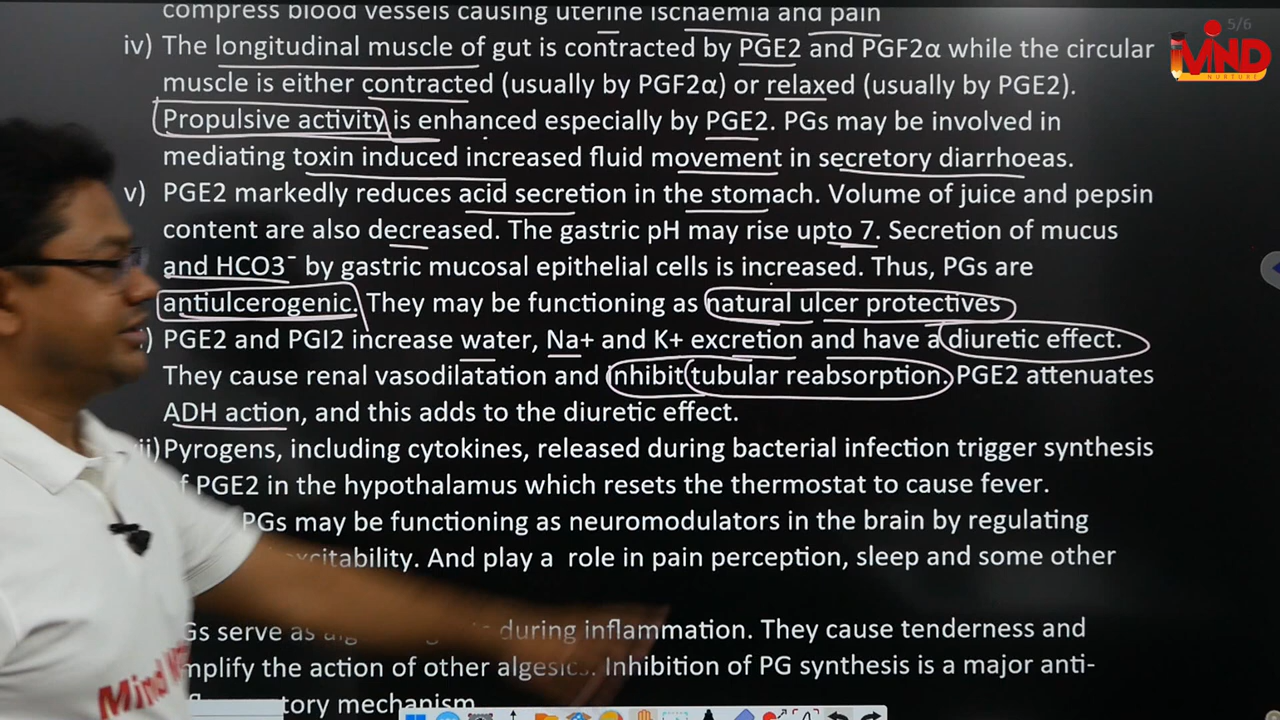 compress blood vessels causing uterine ischaemia and pain
5/6
MIND
NURTURE
iv) The longitudinal muscle of gut is contracted by PGE2 and PGF2α while the circular
muscle is either contracted (usually by PGF2α) or relaxed (usually by PGE2).
Propulsive activity is enhanced especially by PGE2. PGs may be involved in
mediating toxin induced increased fluid movement in secretory diarrhoeas.
v) PGE2 markedly reduces acid secretion in the stomach. Volume of juice and pepsin
content are also decreased. The gastric pH may rise upto 7. Secretion of mucus
and HCO3⁻ by gastric mucosal epithelial cells is increased. Thus, PGs are
antiulcerogenic. They may be functioning as natural ulcer protectives
) PGE2 and PGI2 increase water, Na+ and K+ excretion and have a diuretic effect.
They cause renal vasodilatation and inhibit tubular reabsorption. PGE2 attenuates
ADH action, and this adds to the diuretic effect.
) Pyrogens, including cytokines, released during bacterial infection trigger synthesis
PGE2 in the hypothalamus which resets the thermostat to cause fever.
PGs may be functioning as neuromodulators in the brain by regulating
And play a role in pain perception, sleep and some other
serve as during inflammation. They cause tenderness and
the action of other Inhibition of PG synthesis is a major anti-
mechanism